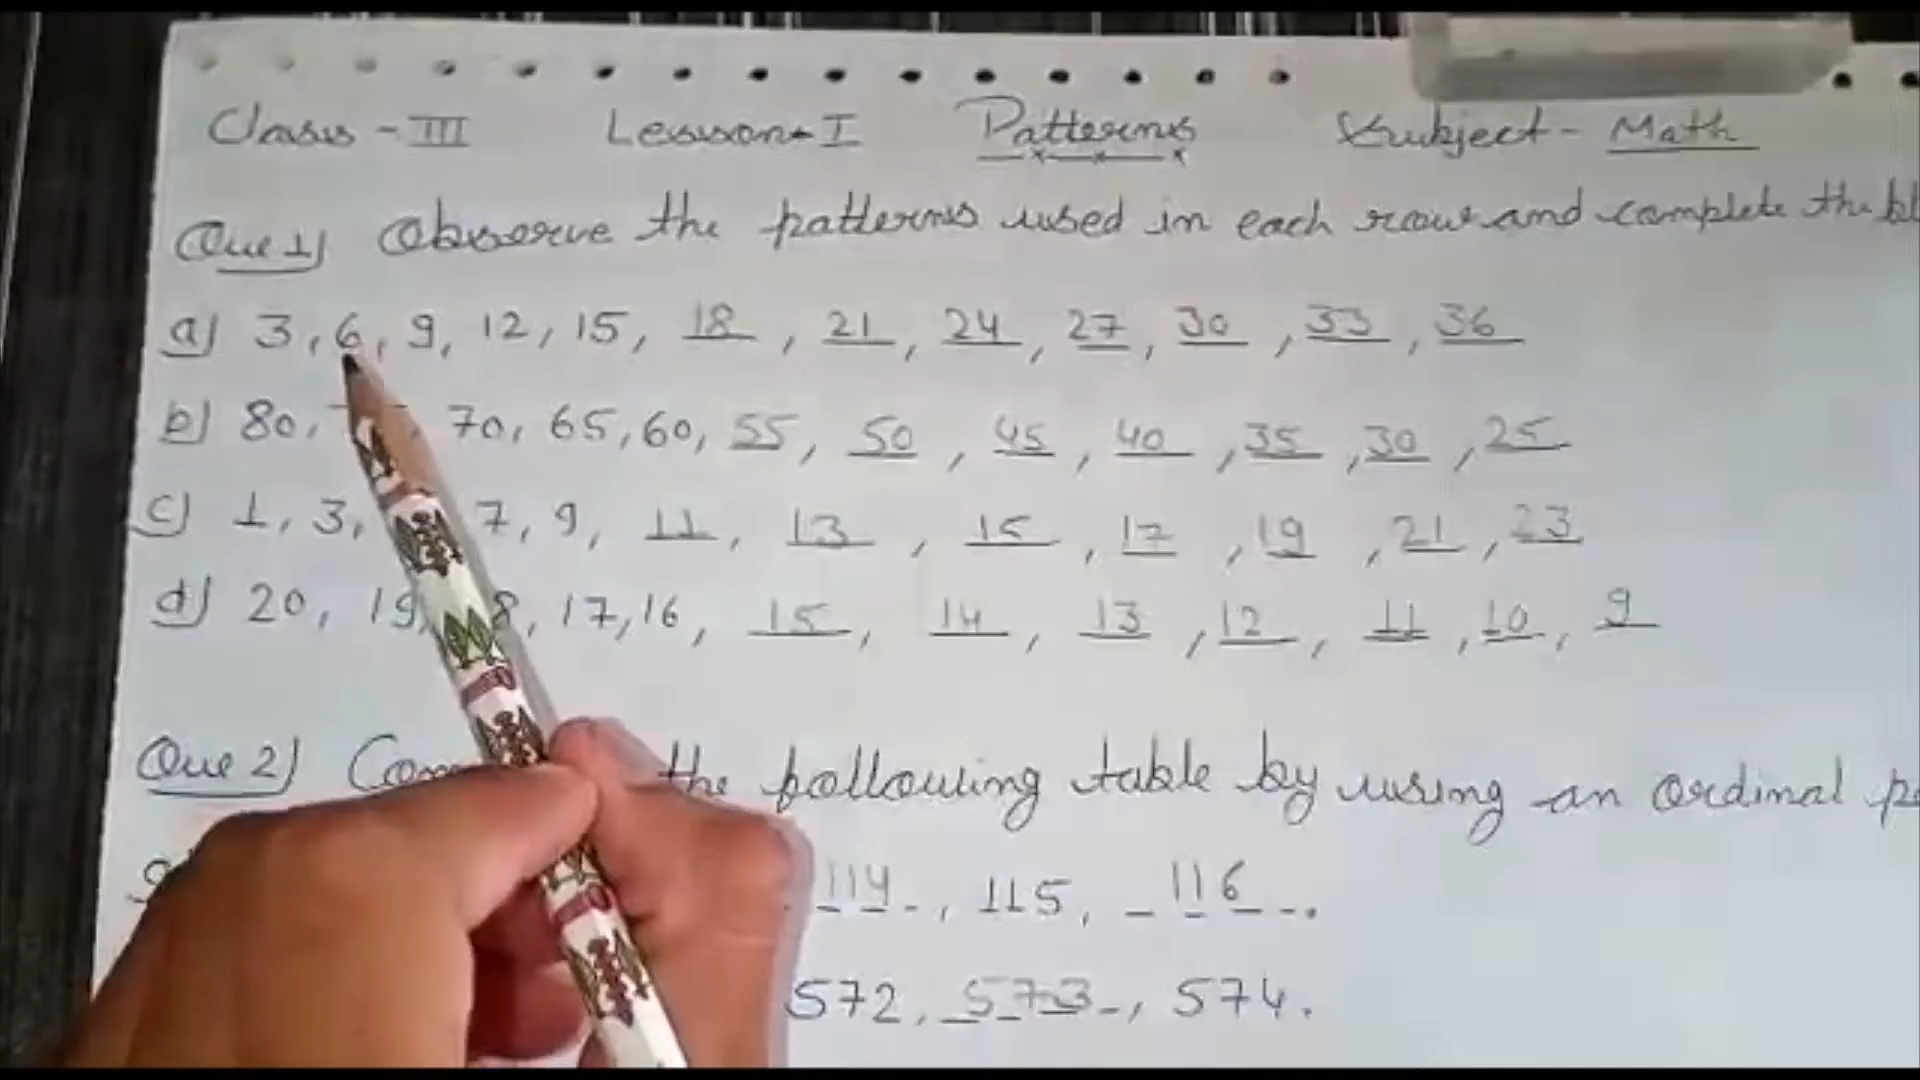 Class - III Lesson-I Patterns Subject - Math
Que 1) Observe the patterns used in each row and complete the bl
a) 3, 6, 9, 12, 15, 18, 21, 24, 27, 30, 33, 36
b) 80, 70, 65, 60, 55, 50, 45, 40, 35, 30, 25
c) 1, 3, 7, 9, 11, 13, 15, 17, 19, 21, 23
d) 20, 19, 8, 17, 16, 15, 14, 13, 12, 11, 10, 9
Que 2) Com the following table by using an ordinal p
114, 115, 116.
572, 573, 574.